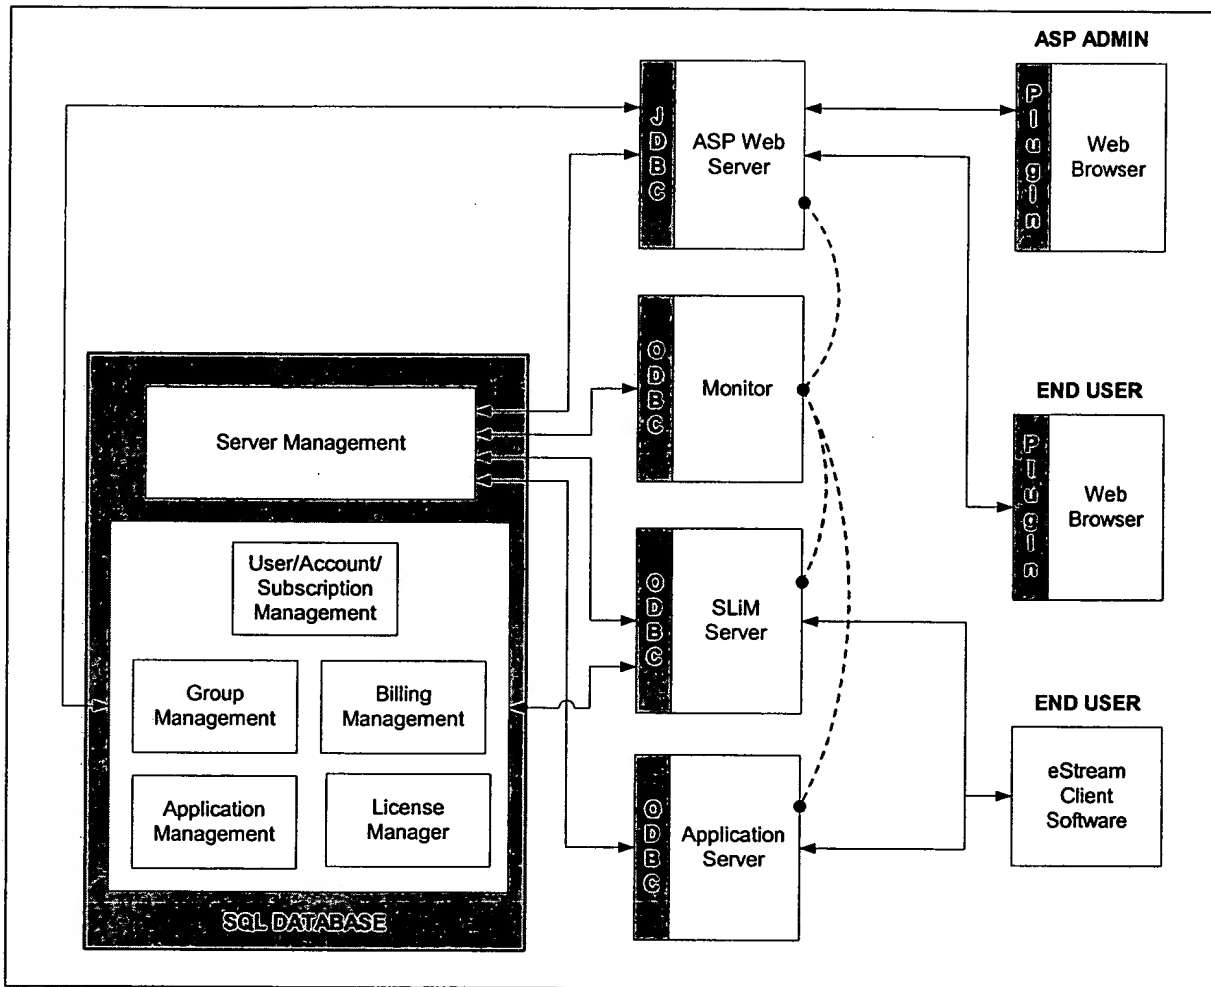 ASP ADMIN
JDBC
ASP Web
Server
PlugIn
Web
Browser
ODBC
Monitor
END USER
PlugIn
Web
Browser
Server Management
User/Account/
Subscription
Management
ODBC
SLiM
Server
Group
Management
Billing
Management
END USER
eStream
Client
Software
Application
Management
License
Manager
ODBC
Application
Server
SQL DATABASE